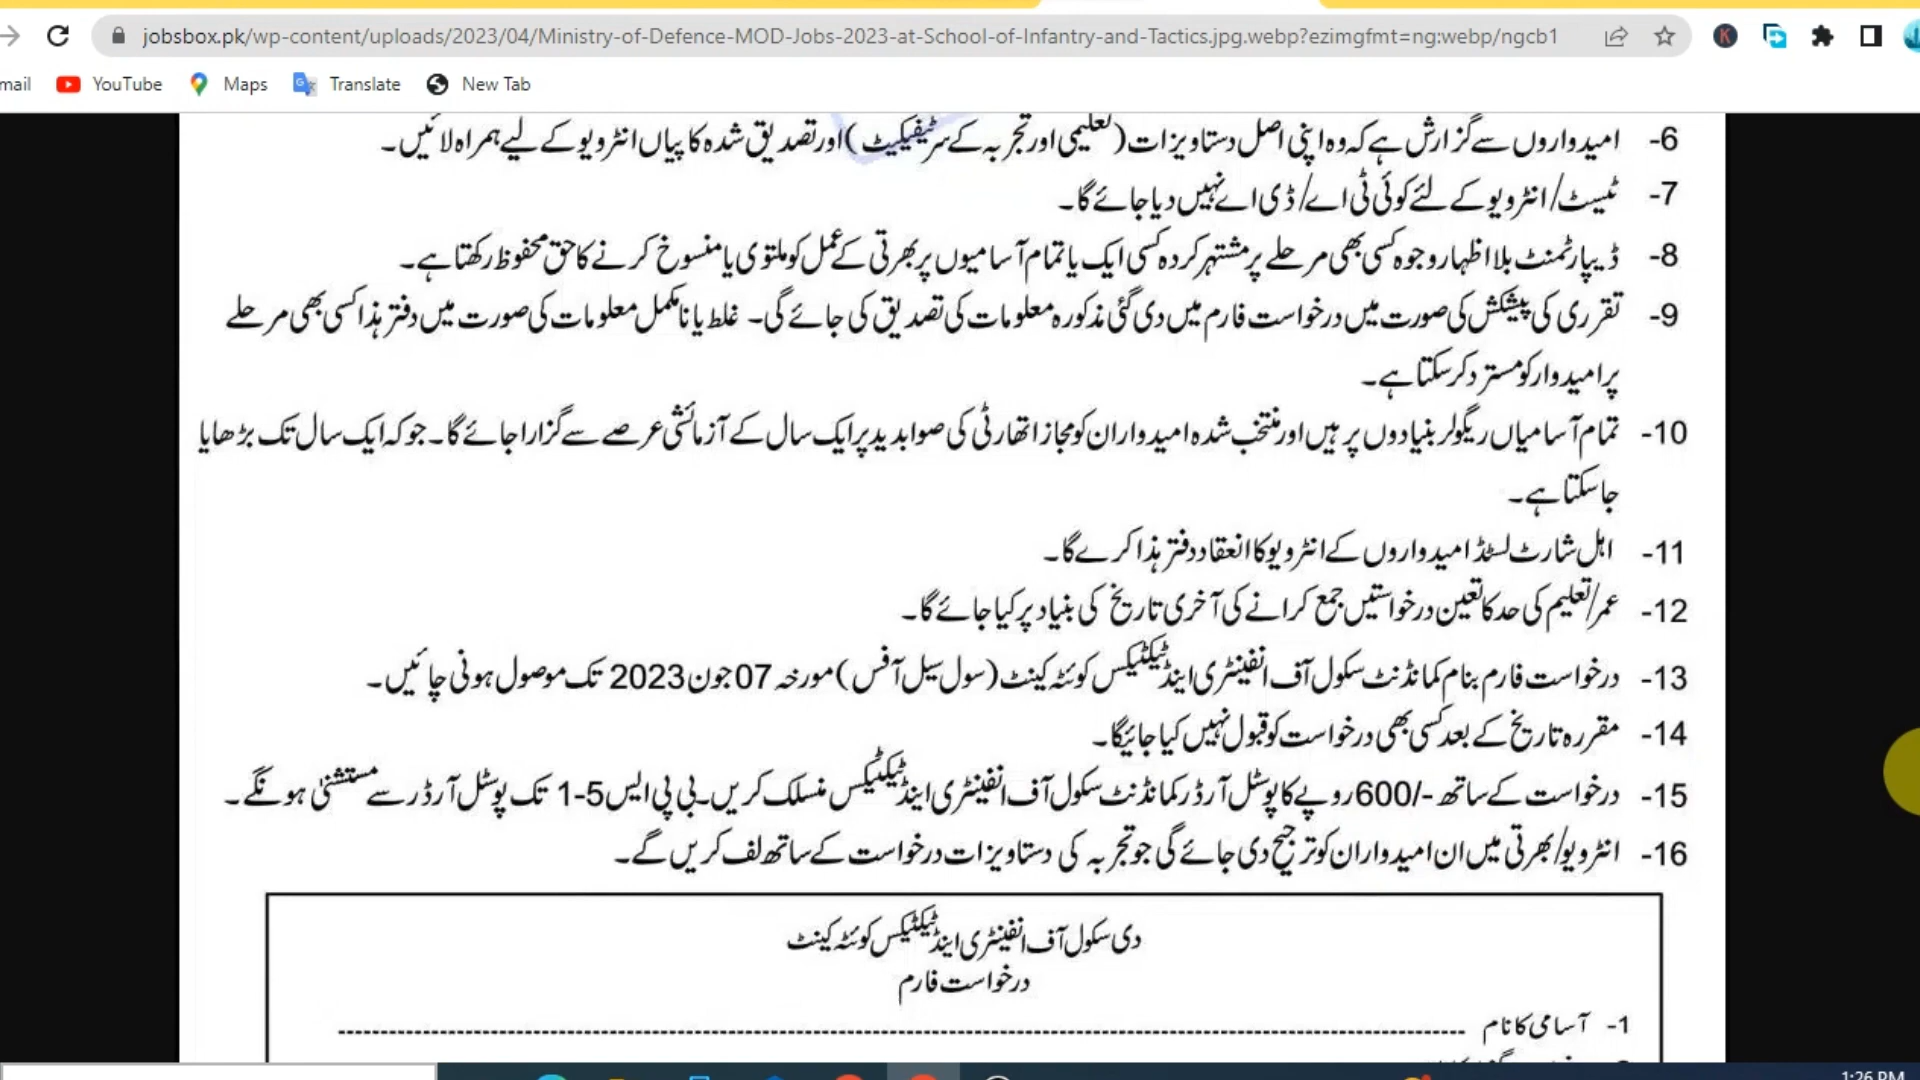 jobsbox.pk/wp-content/uploads/2023/04/Ministry-of-Defence-MOD-Jobs-2023-at-School-of-Infantry-and-Tactics.jpg.webp?ezimgfmt=ng:webp/ngcb1
mail YouTube Maps Translate New Tab
6- امیدواروں سے گزارش ہے کہ وہ اپنی اصل دستاویزات (تعلیمی اور تجربہ کے سرٹیفیکیٹ) اور تصدیق شدہ کاپیاں انٹرویو کے لیے ہمراہ لائیں۔
7- ٹیسٹ/انٹرویو کے لئے کوئی ٹی اے/ڈی اے نہیں دیا جائے گا۔
8- ڈیپارٹمنٹ بلا اظہار وجوہ کسی بھی مرحلے پر مشتہر کردہ کسی ایک یا تمام آسامیوں پر بھرتی کے عمل کو ملتوی یا منسوخ کرنے کا حق محفوظ رکھتا ہے۔
9- تقرری کی پیشکش کی صورت میں درخواست فارم میں دی گئی مذکورہ معلومات کی تصدیق کی جائے گی۔ غلط یا نامکمل معلومات کی صورت میں دفتر ہذا کسی بھی مرحلے
پر امیدوار کو مسترد کر سکتا ہے۔
10- تمام آسامیاں ریگولر بنیادوں پر ہیں اور منتخب شدہ امیدواران کو مجاز اتھارٹی کی صوابدید پر ایک سال کے آزمائشی عرصے سے گزارا جائے گا۔ جو کہ ایک سال تک بڑھایا
جا سکتا ہے۔
11- اہل شارٹ لسٹڈ امیدواروں کے انٹرویو کا انعقاد دفتر ہذا کرے گا۔
12- عمر/تعلیم کی حد کا تعین درخواستیں جمع کرانے کی آخری تاریخ کی بنیاد پر کیا جائے گا۔
13- درخواست فارم بنام کمانڈنٹ سکول آف انفینٹری اینڈ ٹیکٹیکس کوئٹہ کینٹ (سول سیل آفس) مورخہ 07 جون 2023 تک موصول ہونی چائیں۔
14- مقررہ تاریخ کے بعد کسی بھی درخواست کو قبول نہیں کیا جائیگا۔
15- درخواست کے ساتھ -/600 روپے کا پوسٹل آرڈر کمانڈنٹ سکول آف انفینٹری اینڈ ٹیکٹیکس منسلک کریں۔ بی پی ایس 5-1 تک پوسٹل آرڈر سے مستشنیٰ ہونگے۔
16- انٹرویو/بھرتی میں ان امیدواران کو ترجیح دی جائے گی جو تجربہ کی دستاویزات درخواست کے ساتھ لف کریں گے۔
دی سکول آف انفینٹری اینڈ ٹیکٹیکس کوئٹہ کینٹ
درخواست فارم
1- آسامی کا نام
1:26 PM